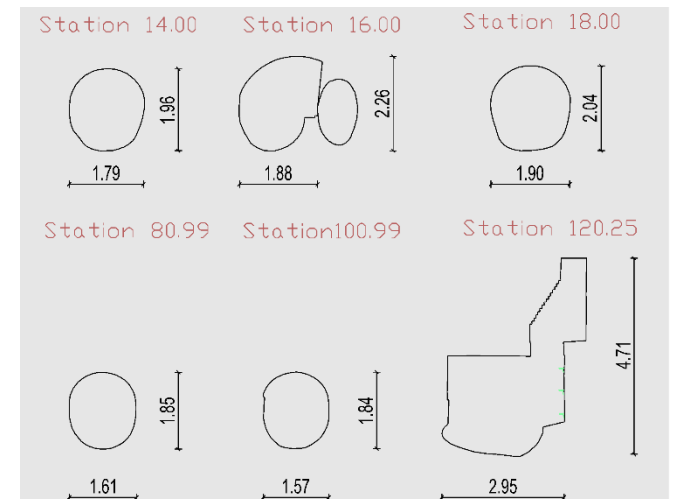 Station 14.00
Station 16.00
Station 18.00
1.96
2.26
2.04
1.79
1.88
1.90
Station 80.99
Station100.99
Station 120.25
4.71
1.85
1.84
1.61
1.57
2.95